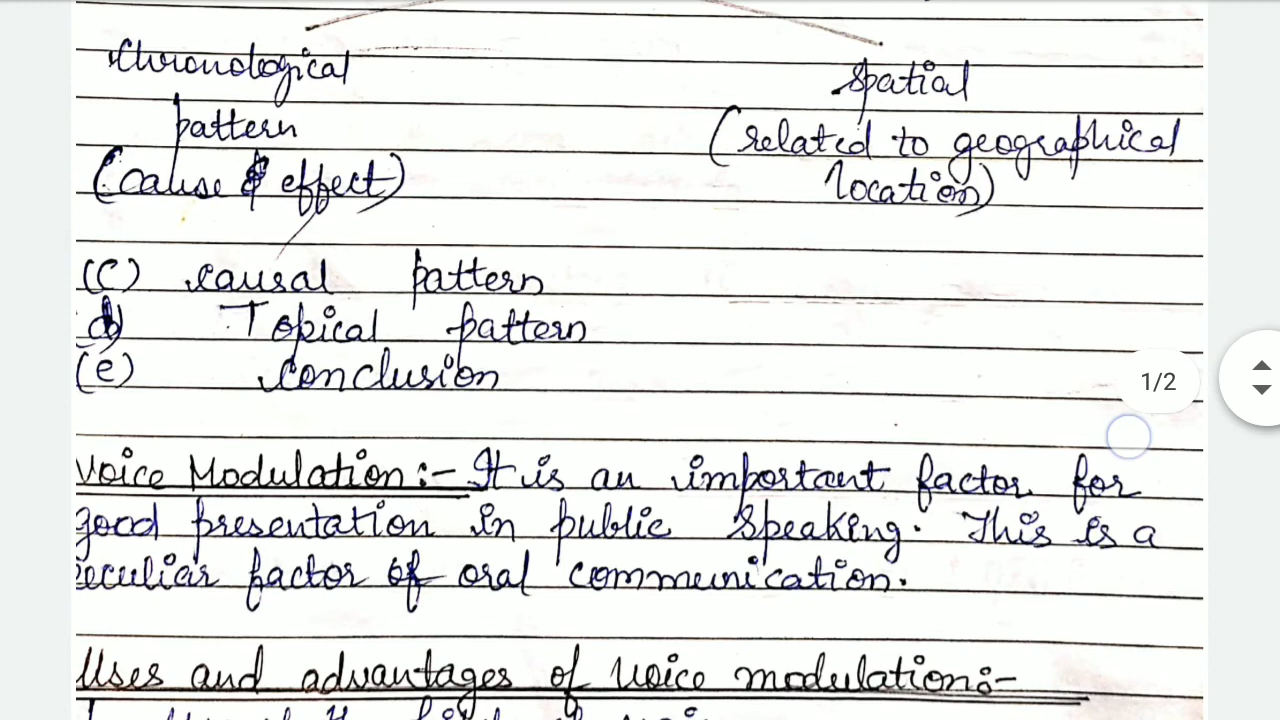 Chronological
pattern
(cause & effect)
Spatial
(related to geographical
location)
(c) causal pattern
d) Topical pattern
(e) conclusion
1/2
Voice Modulation:- It is an important factor for
good presentation in public speaking. This is a
peculiar factor of oral communication.
Uses and advantages of voice modulation:-